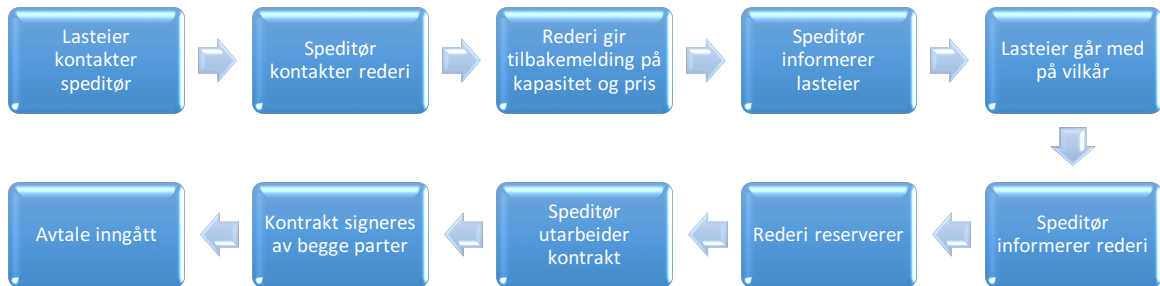 Lasteier
kontakter
speditør
Speditør
kontakter rederi
Rederi gir
tilbakemelding på
kapasitet og pris
Speditør
informerer
lasteier
Lasteier går med
på vilkår
Speditør
informerer rederi
Rederi reserverer
Speditør
utarbeider
kontrakt
Kontrakt signeres
av begge parter
Avtale inngått